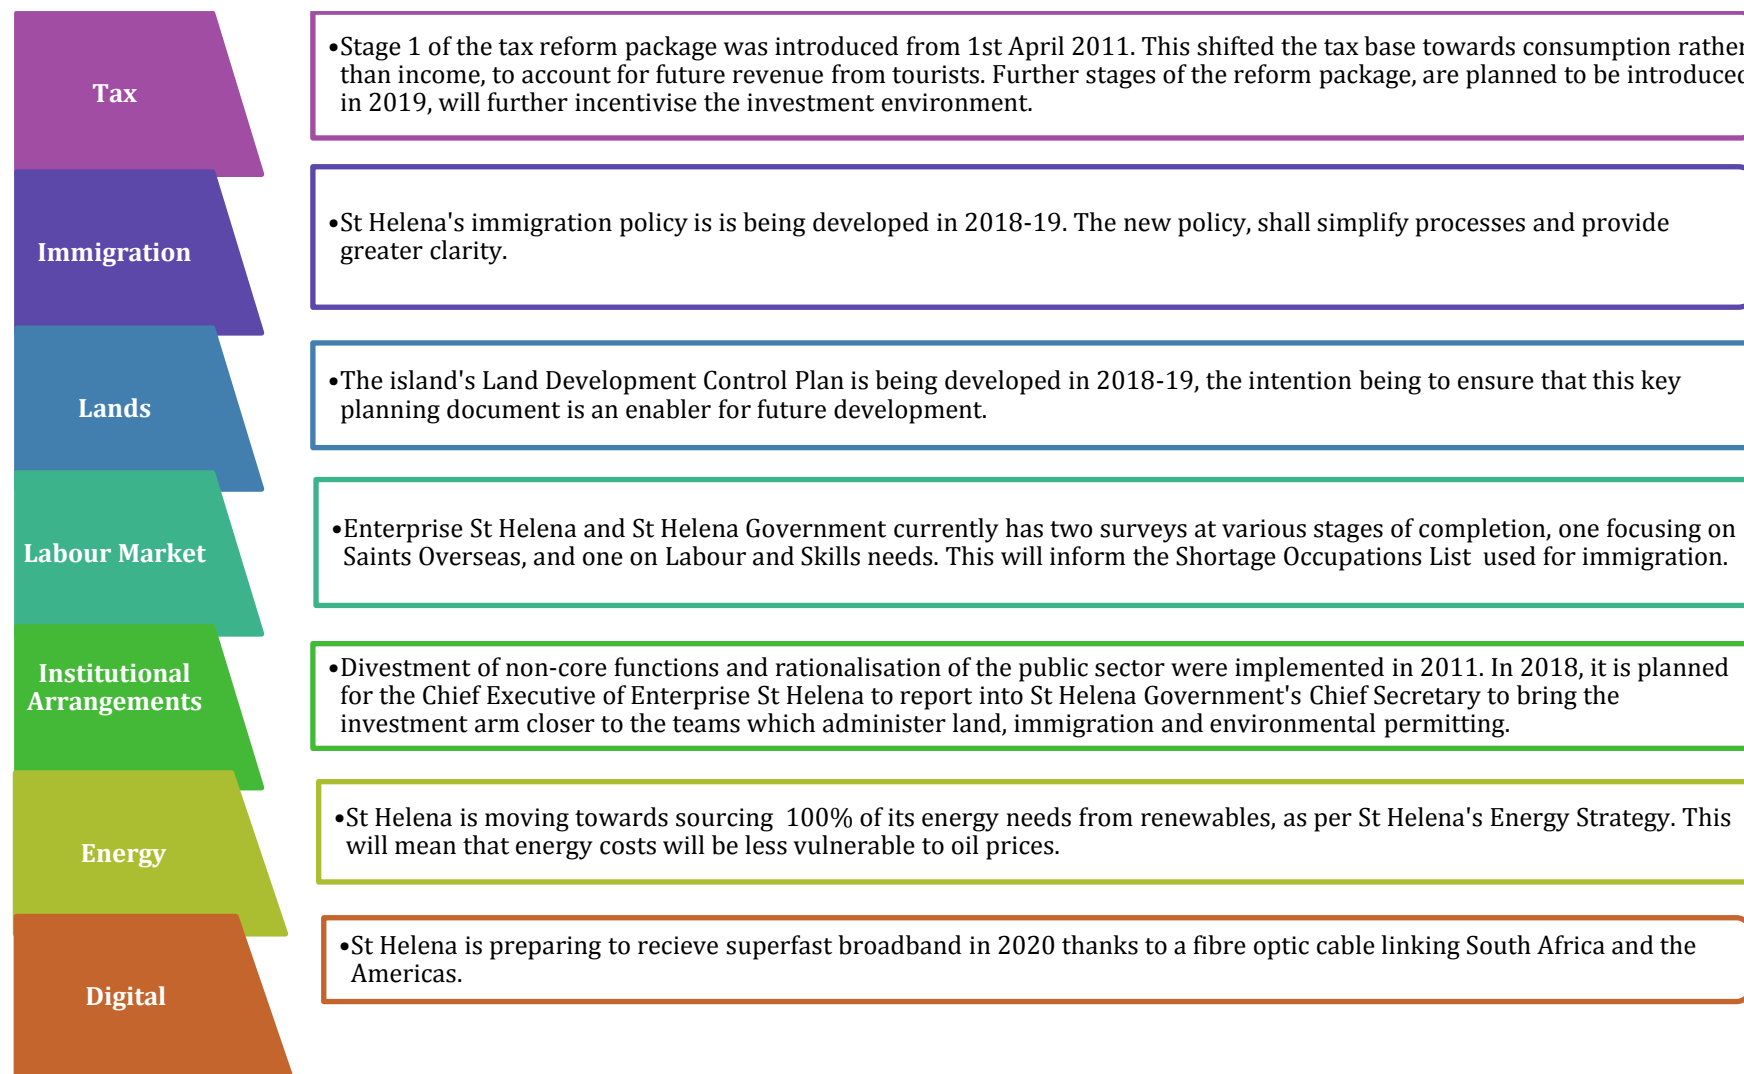 Tax
•Stage 1 of the tax reform package was introduced from 1st April 2011. This shifted the tax base towards consumption rather
than income, to account for future revenue from tourists. Further stages of the reform package, are planned to be introduced
in 2019, will further incentivise the investment environment.
Immigration
•St Helena's immigration policy is is being developed in 2018-19. The new policy, shall simplify processes and provide
greater clarity.
Lands
•The island's Land Development Control Plan is being developed in 2018-19, the intention being to ensure that this key
planning document is an enabler for future development.
Labour Market
•Enterprise St Helena and St Helena Government currently has two surveys at various stages of completion, one focusing on
Saints Overseas, and one on Labour and Skills needs. This will inform the Shortage Occupations List  used for immigration.
Institutional
Arrangements
•Divestment of non-core functions and rationalisation of the public sector were implemented in 2011. In 2018, it is planned
for the Chief Executive of Enterprise St Helena to report into St Helena Government's Chief Secretary to bring the
investment arm closer to the teams which administer land, immigration and environmental permitting.
Energy
•St Helena is moving towards sourcing  100% of its energy needs from renewables, as per St Helena's Energy Strategy. This
will mean that energy costs will be less vulnerable to oil prices.
Digital
•St Helena is preparing to recieve superfast broadband in 2020 thanks to a fibre optic cable linking South Africa and the
Americas.